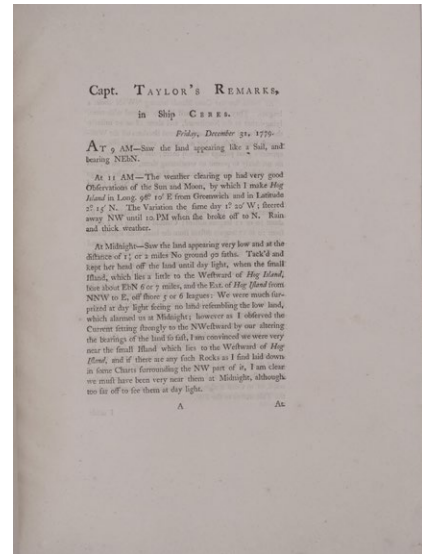 Capt. TAYLOR'S REMARKS,
in Ship CERES.
Friday, December 31, 1779.
AT 9 AM—Saw the land appearing like a Sail, and
bearing NEbN.
At 11 AM—The weather clearing up had very good
Observations of the Sun and Moon, by which I make Hog
Island in Long. 96° 10' E from Greenwich and in Latitude
2° 15' N. The Variation the same day 1° 20' W; steered
away NW until 10 PM when she broke off to N. Rain
and thick weather.
At Midnight—Saw the land appearing very low and at the
distance of 1½ or 2 miles No ground 90 faths. Tack'd and
kept her head off the land until day light, when the small
Island, which lies a little to the Westward of Hog Island,
bore about EbN 6 or 7 miles, and the Ext. of Hog Island from
NNW to E, off shore 5 or 6 leagues: We were much sur-
prized at day light seeing no land resembling the low land,
which alarmed us at Midnight; however as I observed the
Current setting strongly to the NWestward by our altering
the bearings of the land so fast, I am convinced we were very
near the small Island which lies to the Westward of Hog
Island, and if there are any such Rocks as I find laid down
in some Charts surrounding the NW part of it, I am clear
we must have been very near them at Midnight, although
too far off to see them at day light.
A
At